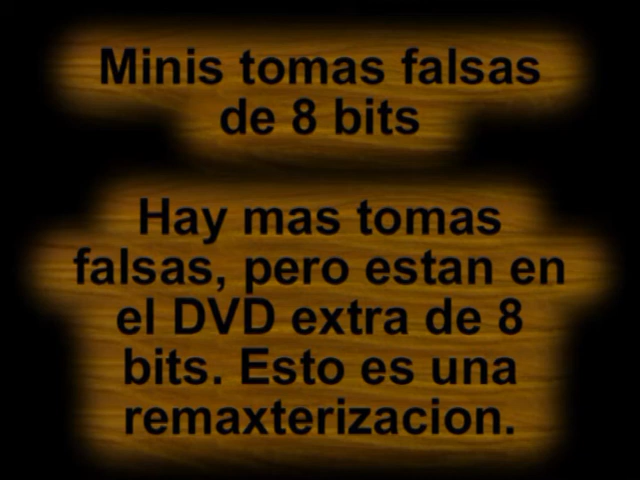 Minis tomas falsas
de 8 bits
Hay mas tomas
falsas, pero estan en
el DVD extra de 8
bits. Esto es una
remaxterizacion.